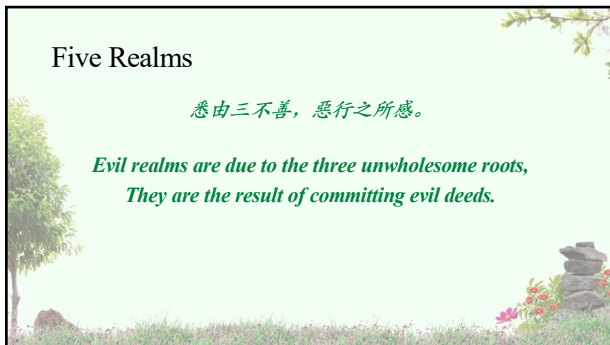 Five Realms
悉由三不善，惡行之所感。
Evil realms are due to the three unwholesome roots,
They are the result of committing evil deeds.